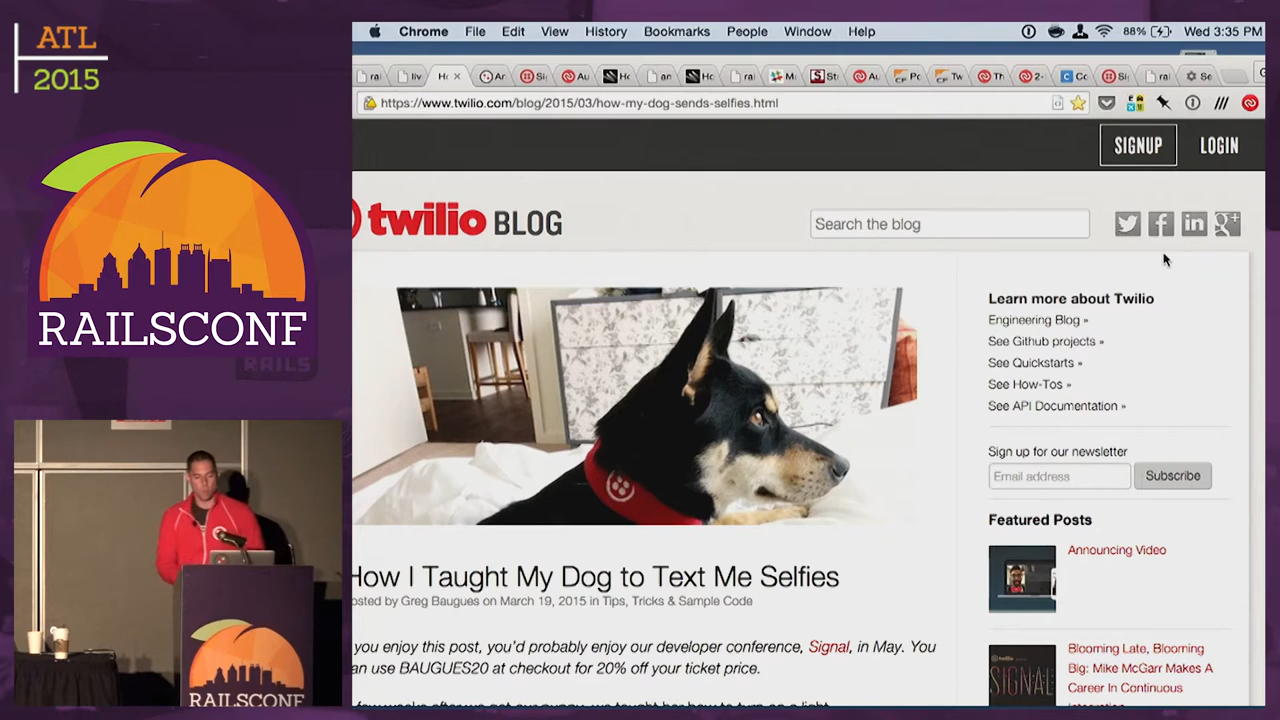 ATL
2015
RAILSCONF
RAILS
RAILSCONF
Chrome File Edit View History Bookmarks People Window Help 88% Wed 3:35 PM
https://www.twilio.com/blog/2015/03/how-my-dog-sends-selfies.html
SIGNUP LOGIN
twilio BLOG
Search the blog
Learn more about Twilio
Engineering Blog »
See Github projects »
See Quickstarts »
See How-Tos »
See API Documentation »
Sign up for our newsletter
Email address Subscribe
Featured Posts
Announcing Video
SIGNAL
Blooming Late, Blooming
Big: Mike McGarr Makes A
Career In Continuous
How I Taught My Dog to Text Me Selfies
osted by Greg Baugues on March 19, 2015 in Tips, Tricks & Sample Code
you enjoy this post, you'd probably enjoy our developer conference, Signal, in May. You
an use BAUGUES20 at checkout for 20% off your ticket price.